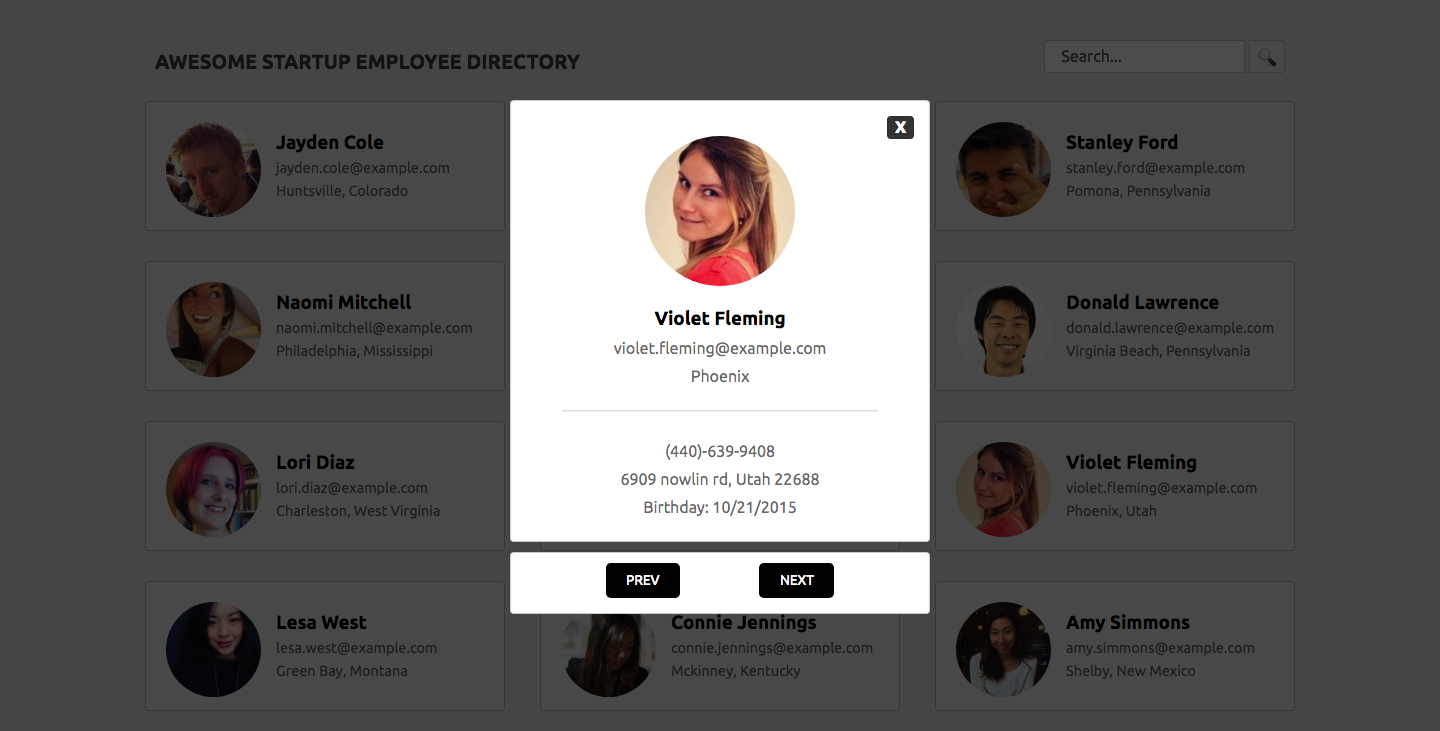 AWESOME STARTUP EMPLOYEE DIRECTORY
Search...
Jayden Cole
jayden.cole@example.com
Huntsville, Colorado
X
Violet Fleming
violet.fleming@example.com
Phoenix
(440)-639-9408
6909 nowlin rd, Utah 22688
Birthday: 10/21/2015
PREV
NEXT
Stanley Ford
stanley.ford@example.com
Pomona, Pennsylvania
Naomi Mitchell
naomi.mitchell@example.com
Philadelphia, Mississippi
Donald Lawrence
donald.lawrence@example.com
Virginia Beach, Pennsylvania
Lori Diaz
lori.diaz@example.com
Charleston, West Virginia
Violet Fleming
violet.fleming@example.com
Phoenix, Utah
Lesa West
lesa.west@example.com
Green Bay, Montana
Connie Jennings
connie.jennings@example.com
Mckinney, Kentucky
Amy Simmons
amy.simmons@example.com
Shelby, New Mexico